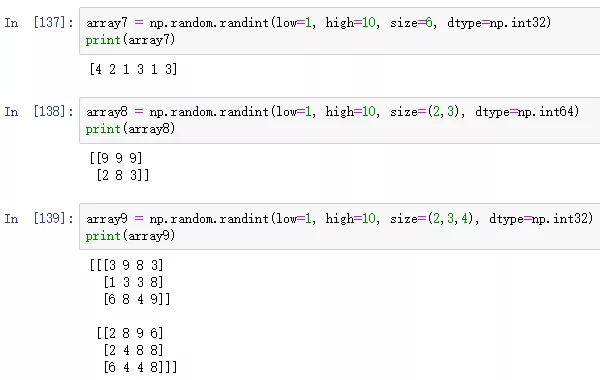 In [137]: array7 = np.random.randint(low=1, high=10, size=6, dtype=np.int32)
print(array7)
[4 2 1 3 1 3]
In [138]: array8 = np.random.randint(low=1, high=10, size=(2,3), dtype=np.int64)
print(array8)
[[9 9 9]
 [2 8 3]]
In [139]: array9 = np.random.randint(low=1, high=10, size=(2,3,4), dtype=np.int32)
print(array9)
[[[3 9 8 3]
  [1 3 3 8]
  [6 8 4 9]]
 [[2 8 9 6]
  [2 4 8 8]
  [6 4 4 8]]]